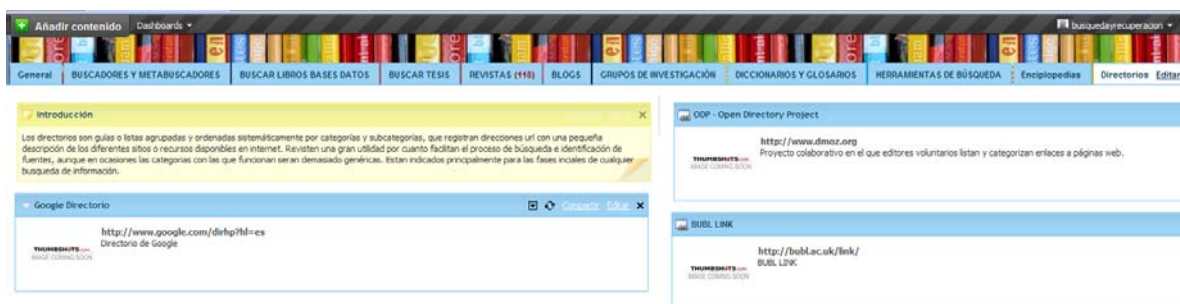 Añadir contenido Dashboards
busquedayrecuperacion
General BUSCADORES Y METABUSCADORES BUSCAR LIBROS BASES DATOS BUSCAR TESIS REVISTAS (118) BLOGS GRUPOS DE INVESTIGACIÓN DICCIONARIOS Y GLOSARIOS HERRAMIENTAS DE BÚSQUEDA Enciplopedias Directorios Editar
Introducción
Los directorios son guías o listas agrupadas y ordenadas sistemáticamente por categorías y subcategorías, que registran direcciones url con una pequeña
descripción de los diferentes sitios o recursos disponibles en internet. Revisten una gran utilidad por cuanto facilitan el proceso de búsqueda e identificación de
fuentes, aunque en ocasiones las categorias con las que funcionan seran demasiado genéricas. Estan indicados principalmente para las fases inciales de cualquier
busqueda de información.
Google Directorio Compartir Editar
http://www.google.com/dirhp?hl=es
Directorio de Google
THUMBSHOTS.com
IMAGE COMING SOON
ODP - Open Directory Project
http://www.dmoz.org
Proyecto colaborativo en el que editores voluntarios listan y categorizan enlaces a páginas web.
THUMBSHOTS.com
IMAGE COMING SOON
BUBL LINK
http://bubl.ac.uk/link/
BUBL LINK
THUMBSHOTS.com
IMAGE COMING SOON